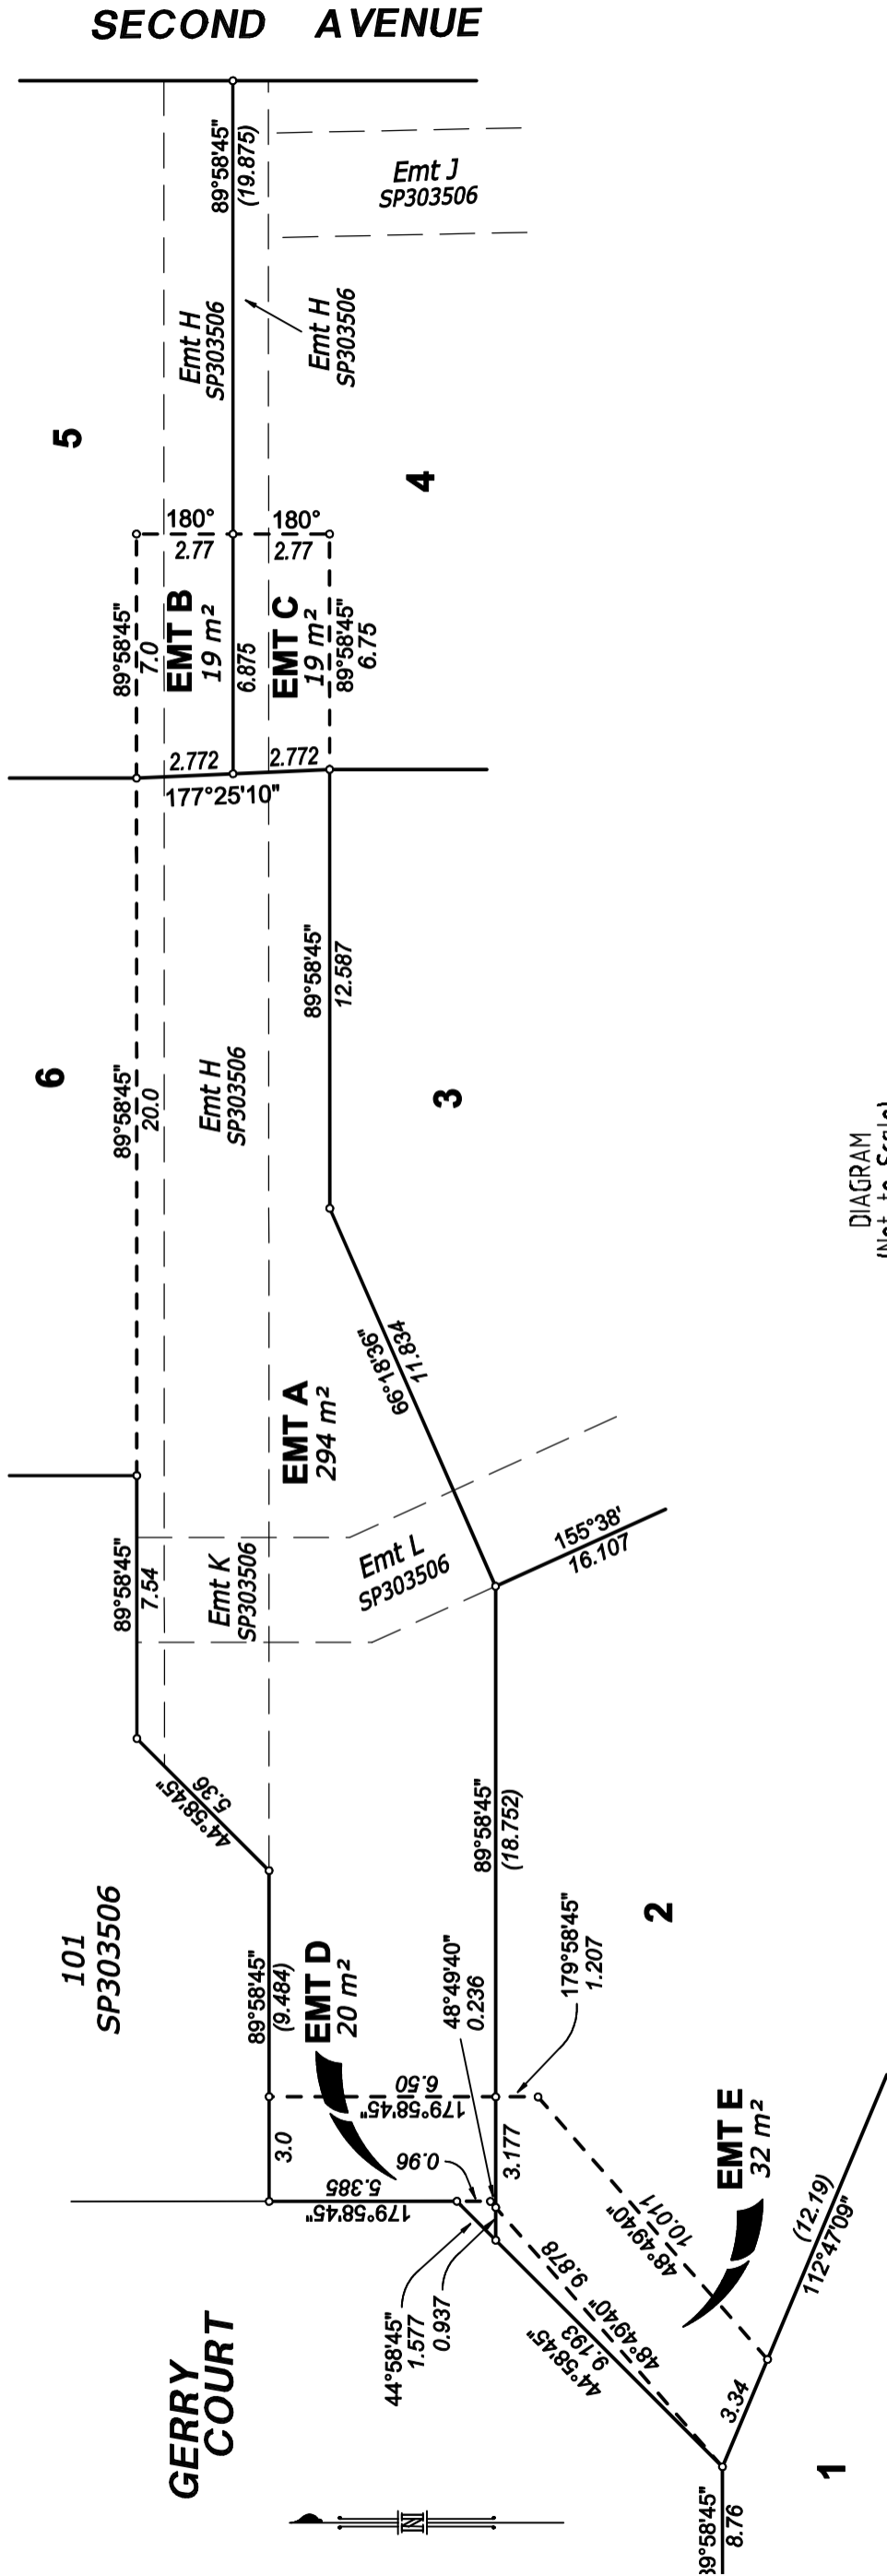 SECOND AVENUE
89°58'45"
(19.875)
Emt J
SP303506
Emt H
SP303506
Emt H
SP303506
5
4
180°
2.77
180°
2.77
89°58'45"
7.0
EMT B
19 m²
6.875
EMT C
19 m²
89°58'45"
6.75
2.772
2.772
177°25'10"
89°58'45"
12.587
6
89°58'45"
20.0
Emt H
SP303506
3
DIAGRAM
(Not to Scale)
66°18'36"
11.834
EMT A
294 m²
155°38'
16.107
Emt L
SP303506
89°58'45"
7.54
Emt K
SP303506
44°58'45"
5.36
89°58'45"
(18.752)
101
SP303506
89°58'45"
(9.484)
EMT D
20 m²
48°49'40"
0.236
179°58'45"
1.207
2
179°58'45"
6.50
3.0
0.96
3.177
179°58'45"
5.385
EMT E
32 m²
48°49'40"
10.011
(12.19)
112°47'09"
44°58'45"
1.577
0.937
9.878
48°49'40"
9.193
44°58'45"
GERRY
COURT
3.34
1
N
89°58'45"
8.76